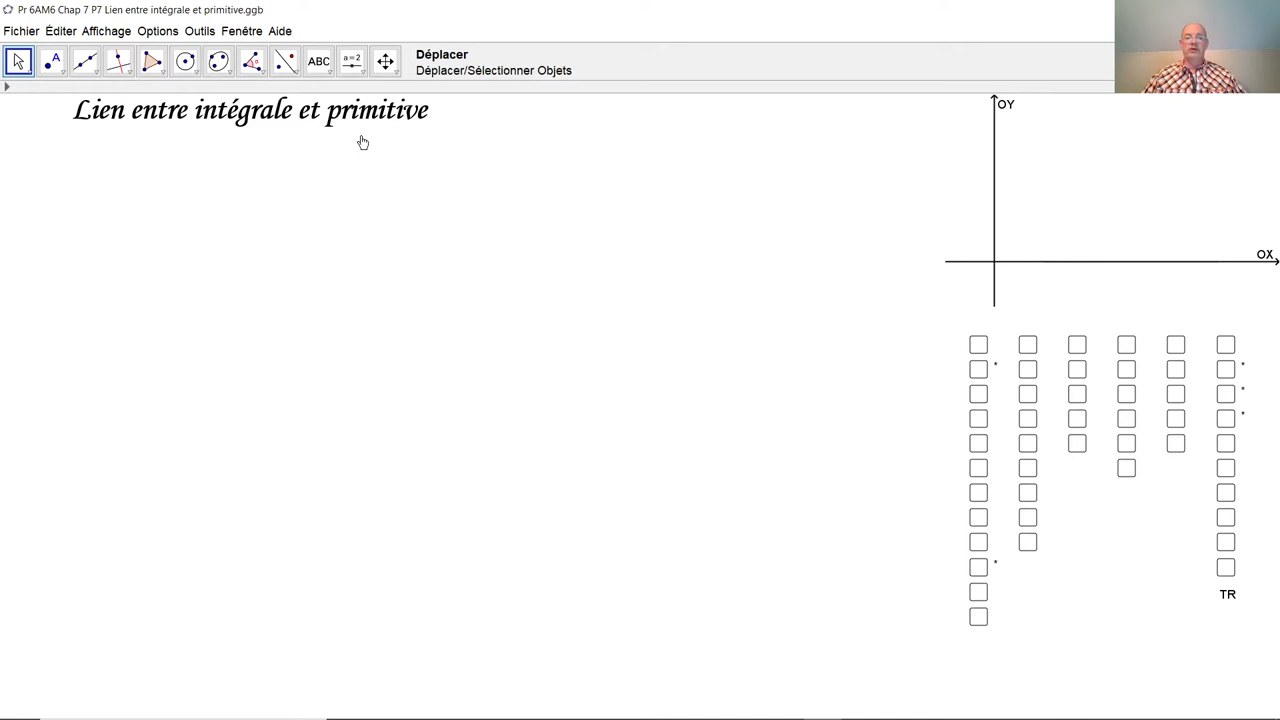 Pr 6AM6 Chap 7 P7 Lien entre intégrale et primitive.ggb
Fichier Éditer Affichage Options Outils Fenêtre Aide
A
ABC
a=2
Déplacer
Déplacer/Sélectionner Objets
Lien entre intégrale et primitive
OY
OX
*
*
*
*
*
TR